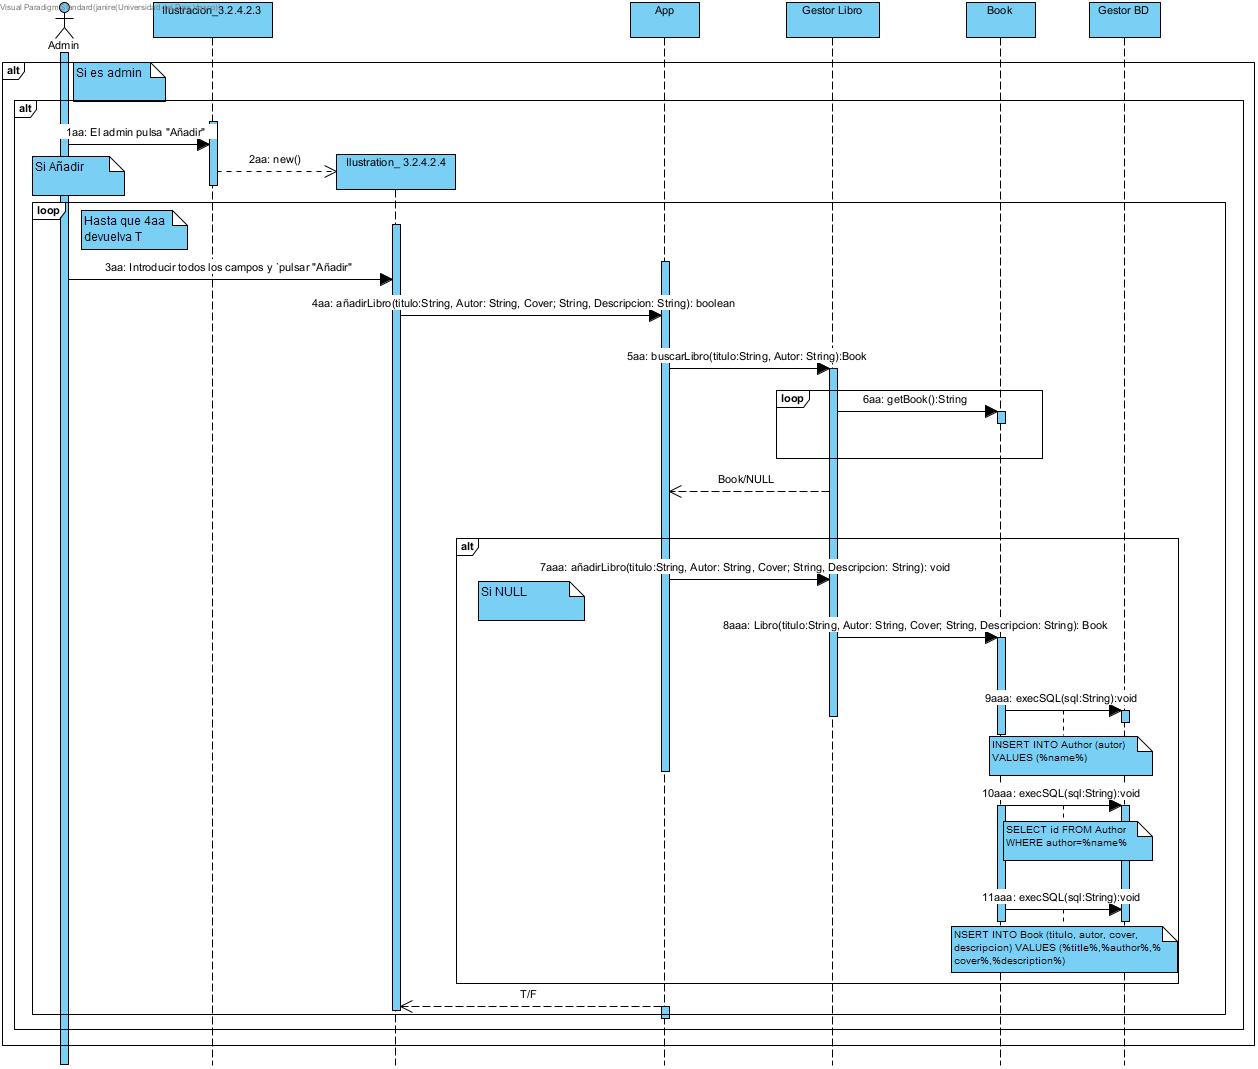 Visual Paradigm Standard(janire(Universidad
Ilustracion_3.2.4.2.3
App
Gestor Libro
Book
Gestor BD
Admin
alt
Si es admin
alt
1aa: El admin pulsa "Añadir"
2aa: new()
Ilustration_ 3.2.4.2.4
Si Añadir
loop
Hasta que 4aa
devuelva T
3aa: Introducir todos los campos y `pulsar "Añadir"
4aa: añadirLibro(titulo:String, Autor: String, Cover; String, Descripcion: String): boolean
5aa: buscarLibro(titulo:String, Autor: String):Book
loop
6aa: getBook():String
Book/NULL
alt
7aaa: añadirLibro(titulo:String, Autor: String, Cover; String, Descripcion: String): void
Si NULL
8aaa: Libro(titulo:String, Autor: String, Cover; String, Descripcion: String): Book
9aaa: execSQL(sql:String):void
INSERT INTO Author (autor)
VALUES (%name%)
10aaa: execSQL(sql:String):void
SELECT id FROM Author
WHERE author=%name%
11aaa: execSQL(sql:String):void
NSERT INTO Book (titulo, autor, cover,
descripcion) VALUES (%title%,%author%,%
cover%,%description%)
T/F